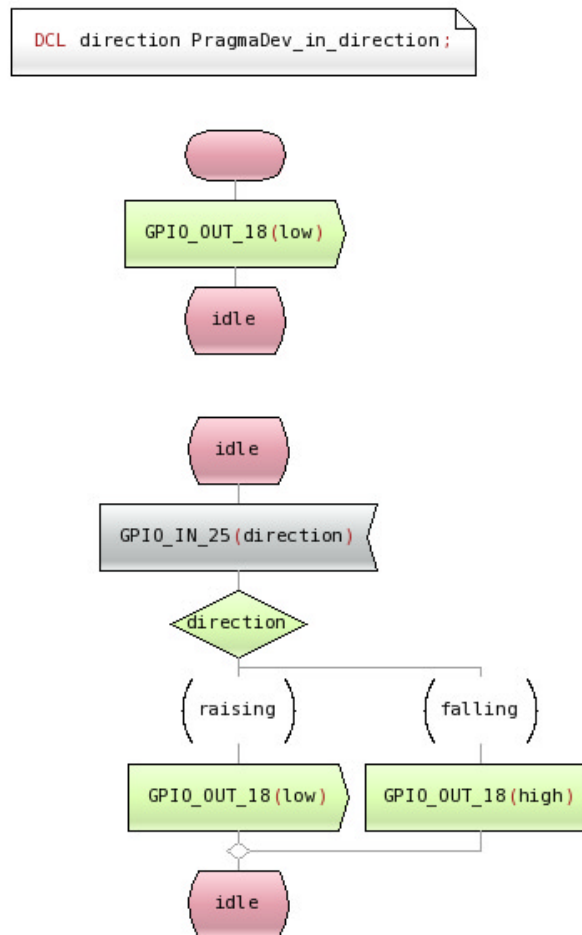 DCL direction PragmaDev_in_direction;
GPIO_OUT_18(low)
idle
idle
GPIO_IN_25(direction)
direction
raising
falling
GPIO_OUT_18(low)
GPIO_OUT_18(high)
idle